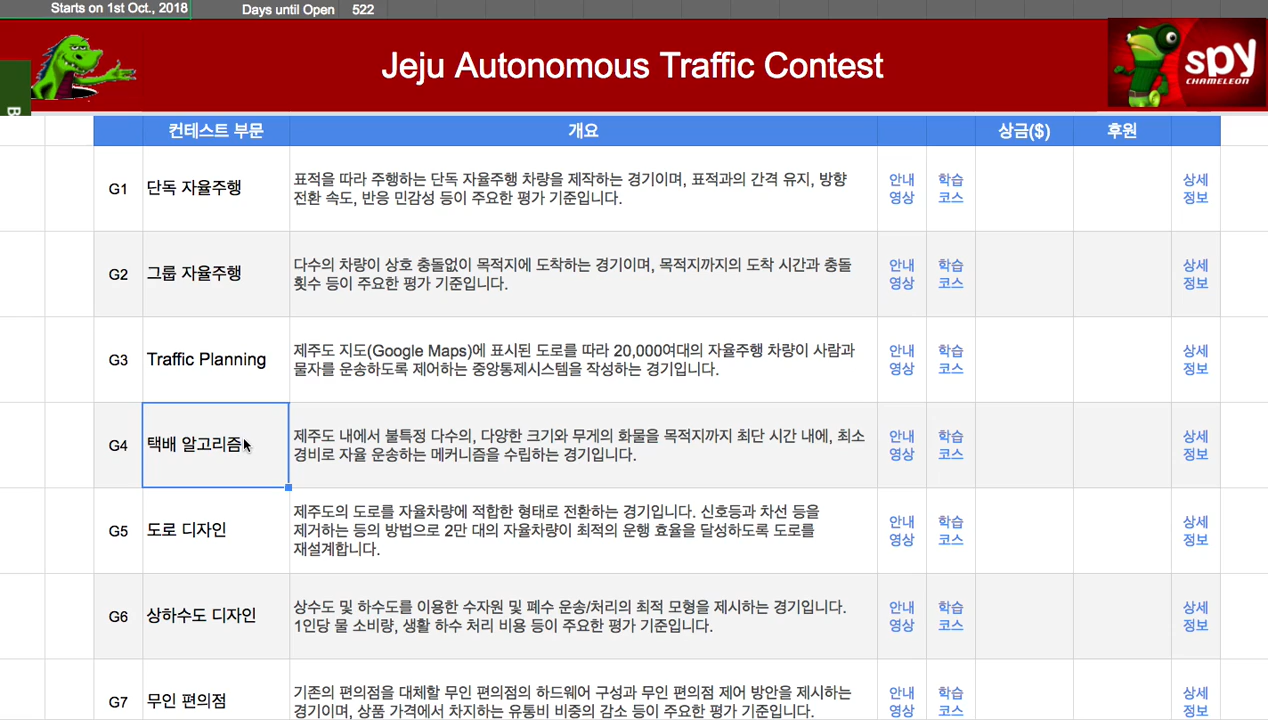 Starts on 1st Oct., 2018 Days until Open 522
Jeju Autonomous Traffic Contest
spy
CHAMELEON
B
컨테스트 부문 개요 상금($) 후원
G1 단독 자율주행 표적을 따라 주행하는 단독 자율주행 차량을 제작하는 경기이며, 표적과의 간격 유지, 방향
전환 속도, 반응 민감성 등이 주요한 평가 기준입니다.
안내 학습 상세
영상 코스 정보
G2 그룹 자율주행 다수의 차량이 상호 충돌없이 목적지에 도착하는 경기이며, 목적지까지의 도착 시간과 충돌
횟수 등이 주요한 평가 기준입니다.
안내 학습 상세
영상 코스 정보
G3 Traffic Planning 제주도 지도(Google Maps)에 표시된 도로를 따라 20,000여대의 자율주행 차량이 사람과
물자를 운송하도록 제어하는 중앙통제시스템을 작성하는 경기입니다.
안내 학습 상세
영상 코스 정보
G4 택배 알고리즘 제주도 내에서 불특정 다수의, 다양한 크기와 무게의 화물을 목적지까지 최단 시간 내에, 최소
경비로 자율 운송하는 메커니즘을 수립하는 경기입니다.
안내 학습 상세
영상 코스 정보
G5 도로 디자인 제주도의 도로를 자율차량에 적합한 형태로 전환하는 경기입니다. 신호등과 차선 등을
제거하는 등의 방법으로 2만 대의 자율차량이 최적의 운행 효율을 달성하도록 도로를
재설계합니다.
안내 학습 상세
영상 코스 정보
G6 상하수도 디자인 상수도 및 하수도를 이용한 수자원 및 폐수 운송/처리의 최적 모형을 제시하는 경기입니다.
1인당 물 소비량, 생활 하수 처리 비용 등이 주요한 평가 기준입니다.
안내 학습 상세
영상 코스 정보
G7 무인 편의점 기존의 편의점을 대체할 무인 편의점의 하드웨어 구성과 무인 편의점 제어 방안을 제시하는
경기이며, 상품 가격에서 차지하는 유통비 비중의 감소 등이 주요한 평가 기준입니다.
안내 학습 상세
영상 코스 정보